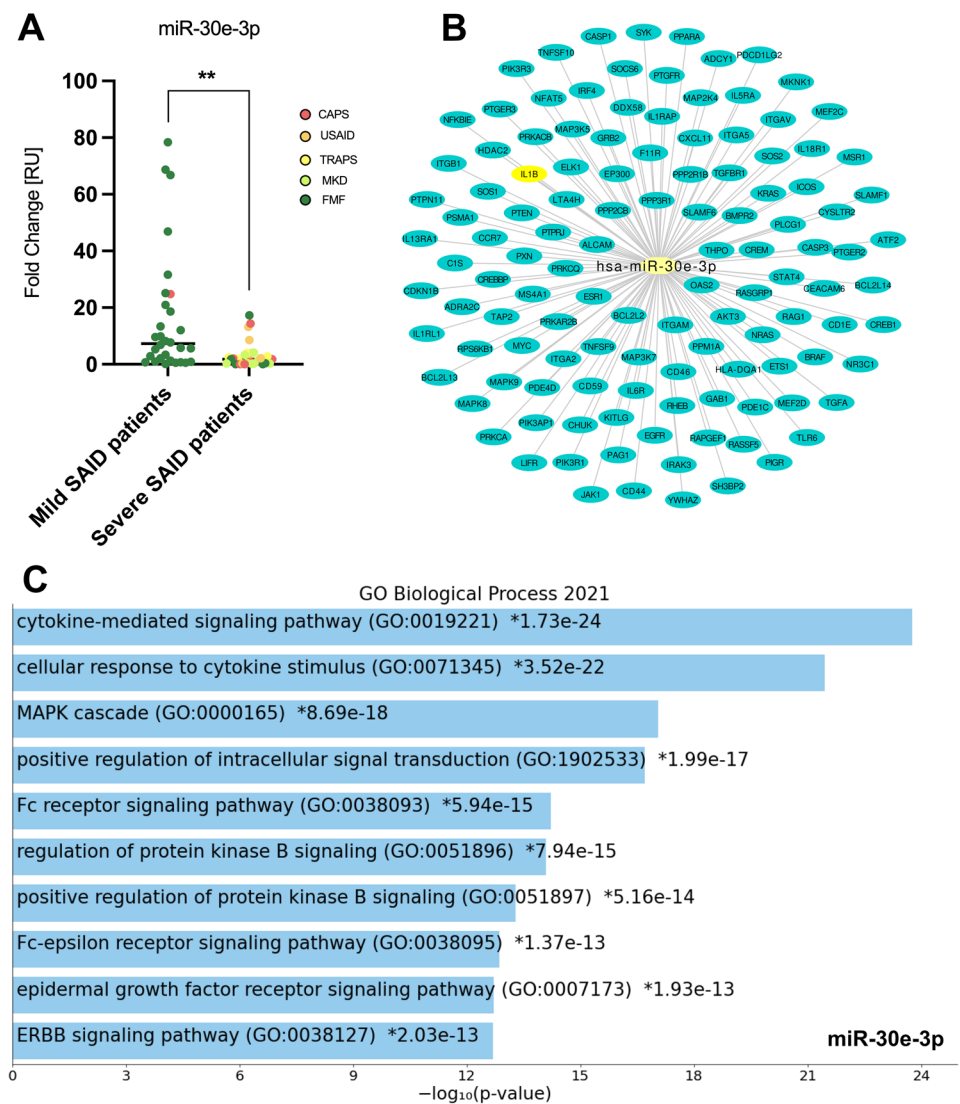 A
miR-30e-3p
**
Fold Change [RU]
100
80
60
40
20
0
CAPS
USAID
TRAPS
MKD
FMF
Mild SAID patients
Severe SAID patients
B
SYK
CASP1
PPARA
TNFSF10
ADCY1
PDCD1LG2
PIK3R3
SOCS6
PTGFR
MKNK1
NFAT5
IRF4
MAP2K4
IL5RA
PTGER3
DDX58
IL1RAP
ITGAV
MEF2C
NFKBIE
PRKACB
MAP3K5
GRB2
CXCL11
ITGA5
HDAC2
F11R
SOS2
IL18R1
MSR1
ITGB1
IL1B
ELK1
EP300
PPP2R1B
TGFBR1
SOS1
LTA4H
PPP3R1
KRAS
ICOS
SLAMF1
PTPN11
PTEN
PPP2CB
SLAMF6
BMPR2
CYSLTR2
PSMA1
PTPRJ
PLCG1
IL13RA1
CCR7
ALCAM
THPO
CREM
CASP3
PTGER2
ATF2
C1S
PXN
PRKCQ
hsa-miR-30e-3p
STAT4
CDKN1B
CREBBP
MS4A1
ESR1
OAS2
RASGRP1
CEACAM6
BCL2L14
ADRA2C
TAP2
PRKAR2B
BCL2L2
ITGAM
AKT3
RAG1
CD1E
CREB1
IL1RL1
NRAS
RPS6KB1
MYC
TNFSF9
PPM1A
BRAF
BCL2L13
ITGA2
MAP3K7
CD46
HLA-DQA1
ETS1
NR3C1
MAPK9
PDE4D
CD59
IL6R
MAPK8
RHEB
GAB1
PDE1C
MEF2D
TGFA
PRKCA
PIK3AP1
CHUK
KITLG
EGFR
RAPGEF1
RASSF5
TLR6
LIFR
PIK3R1
PAG1
IRAK3
PIGR
JAK1
CD44
YWHAZ
SH3BP2
C
GO Biological Process 2021
cytokine-mediated signaling pathway (GO:0019221) *1.73e-24
cellular response to cytokine stimulus (GO:0071345) *3.52e-22
MAPK cascade (GO:0000165) *8.69e-18
positive regulation of intracellular signal transduction (GO:1902533) *1.99e-17
Fc receptor signaling pathway (GO:0038093) *5.94e-15
regulation of protein kinase B signaling (GO:0051896) *7.94e-15
positive regulation of protein kinase B signaling (GO:0051897) *5.16e-14
Fc-epsilon receptor signaling pathway (GO:0038095) *1.37e-13
epidermal growth factor receptor signaling pathway (GO:0007173) *1.93e-13
ERBB signaling pathway (GO:0038127) *2.03e-13
miR-30e-3p
0 3 6 9 12 15 18 21 24
−log₁₀(p-value)